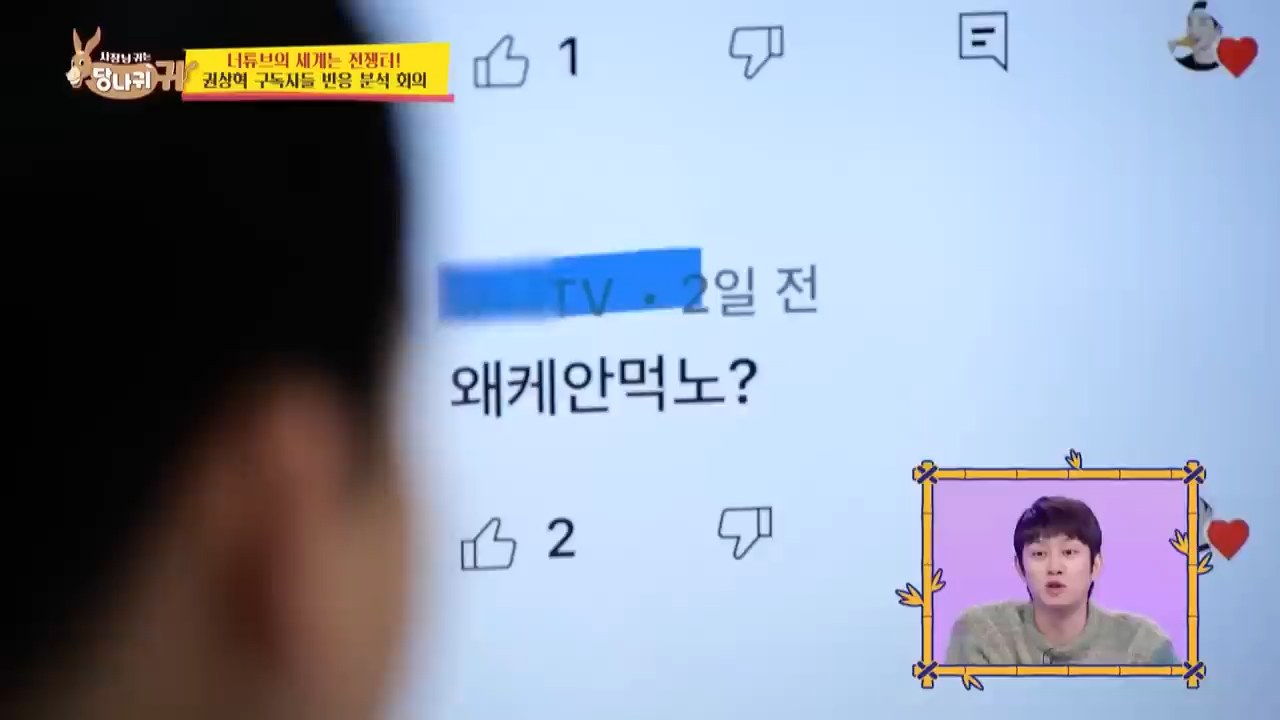 사장님 귀는
당나귀 귀
너튜브의 세계는 전쟁터!
권상혁 구독자들 반응 분석 회의
1
TV · 2일 전
왜케안먹노?
2